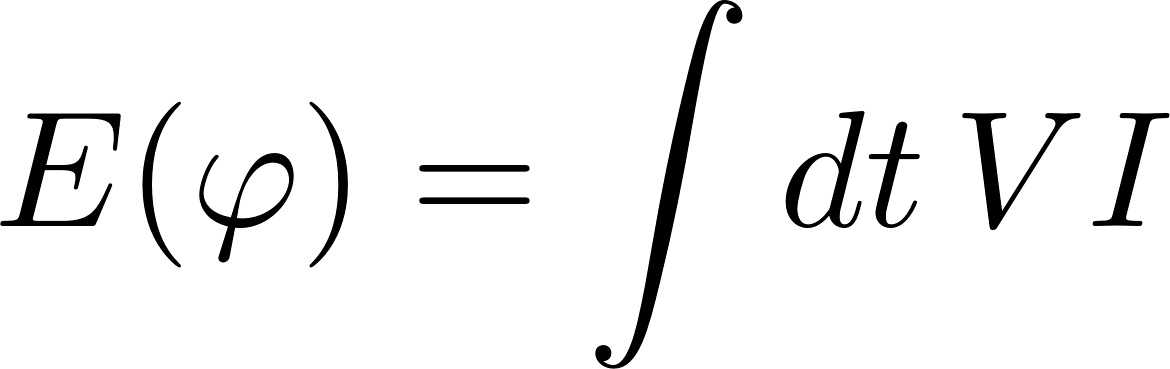 E(φ) = ∫ dt V I